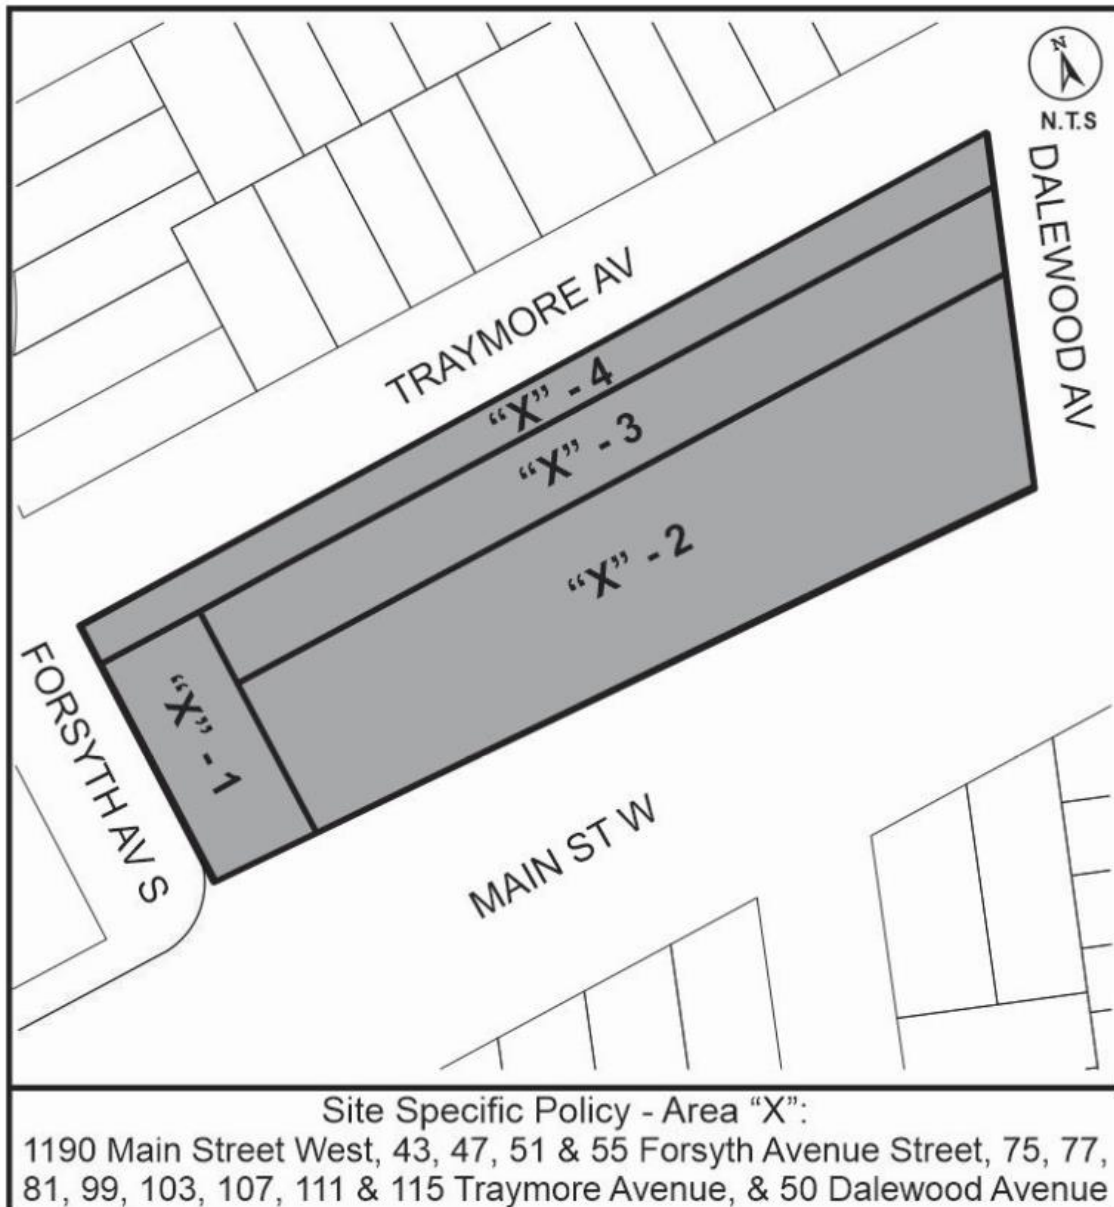 N
N.T.S
DALEWOOD AV
TRAYMORE AV
“X” - 4
“X” - 3
“X” - 2
“X” - 1
FORSYTH AV S
MAIN ST W
Site Specific Policy - Area “X”:
1190 Main Street West, 43, 47, 51 & 55 Forsyth Avenue Street, 75, 77,
81, 99, 103, 107, 111 & 115 Traymore Avenue, & 50 Dalewood Avenue